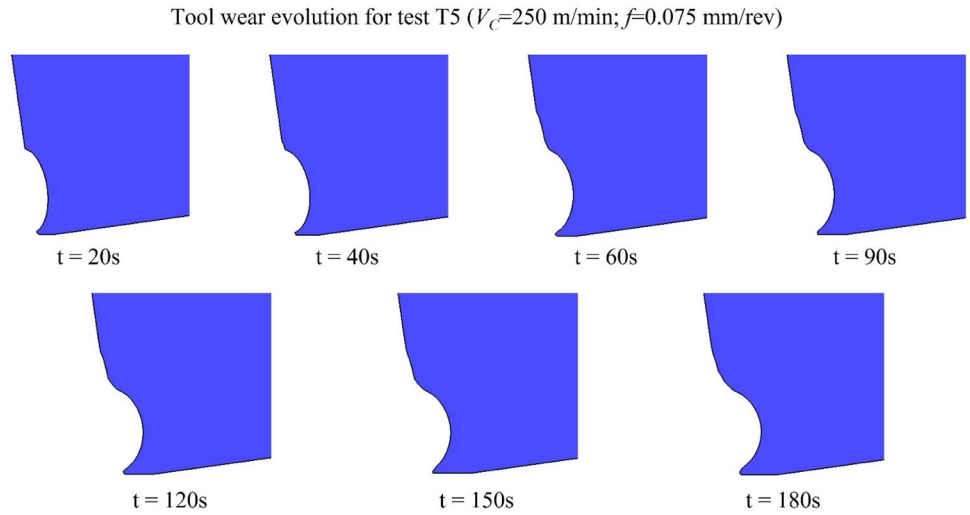 Tool wear evolution for test T5 (V_C=250 m/min; f=0.075 mm/rev)
t = 20s
t = 40s
t = 60s
t = 90s
t = 120s
t = 150s
t = 180s